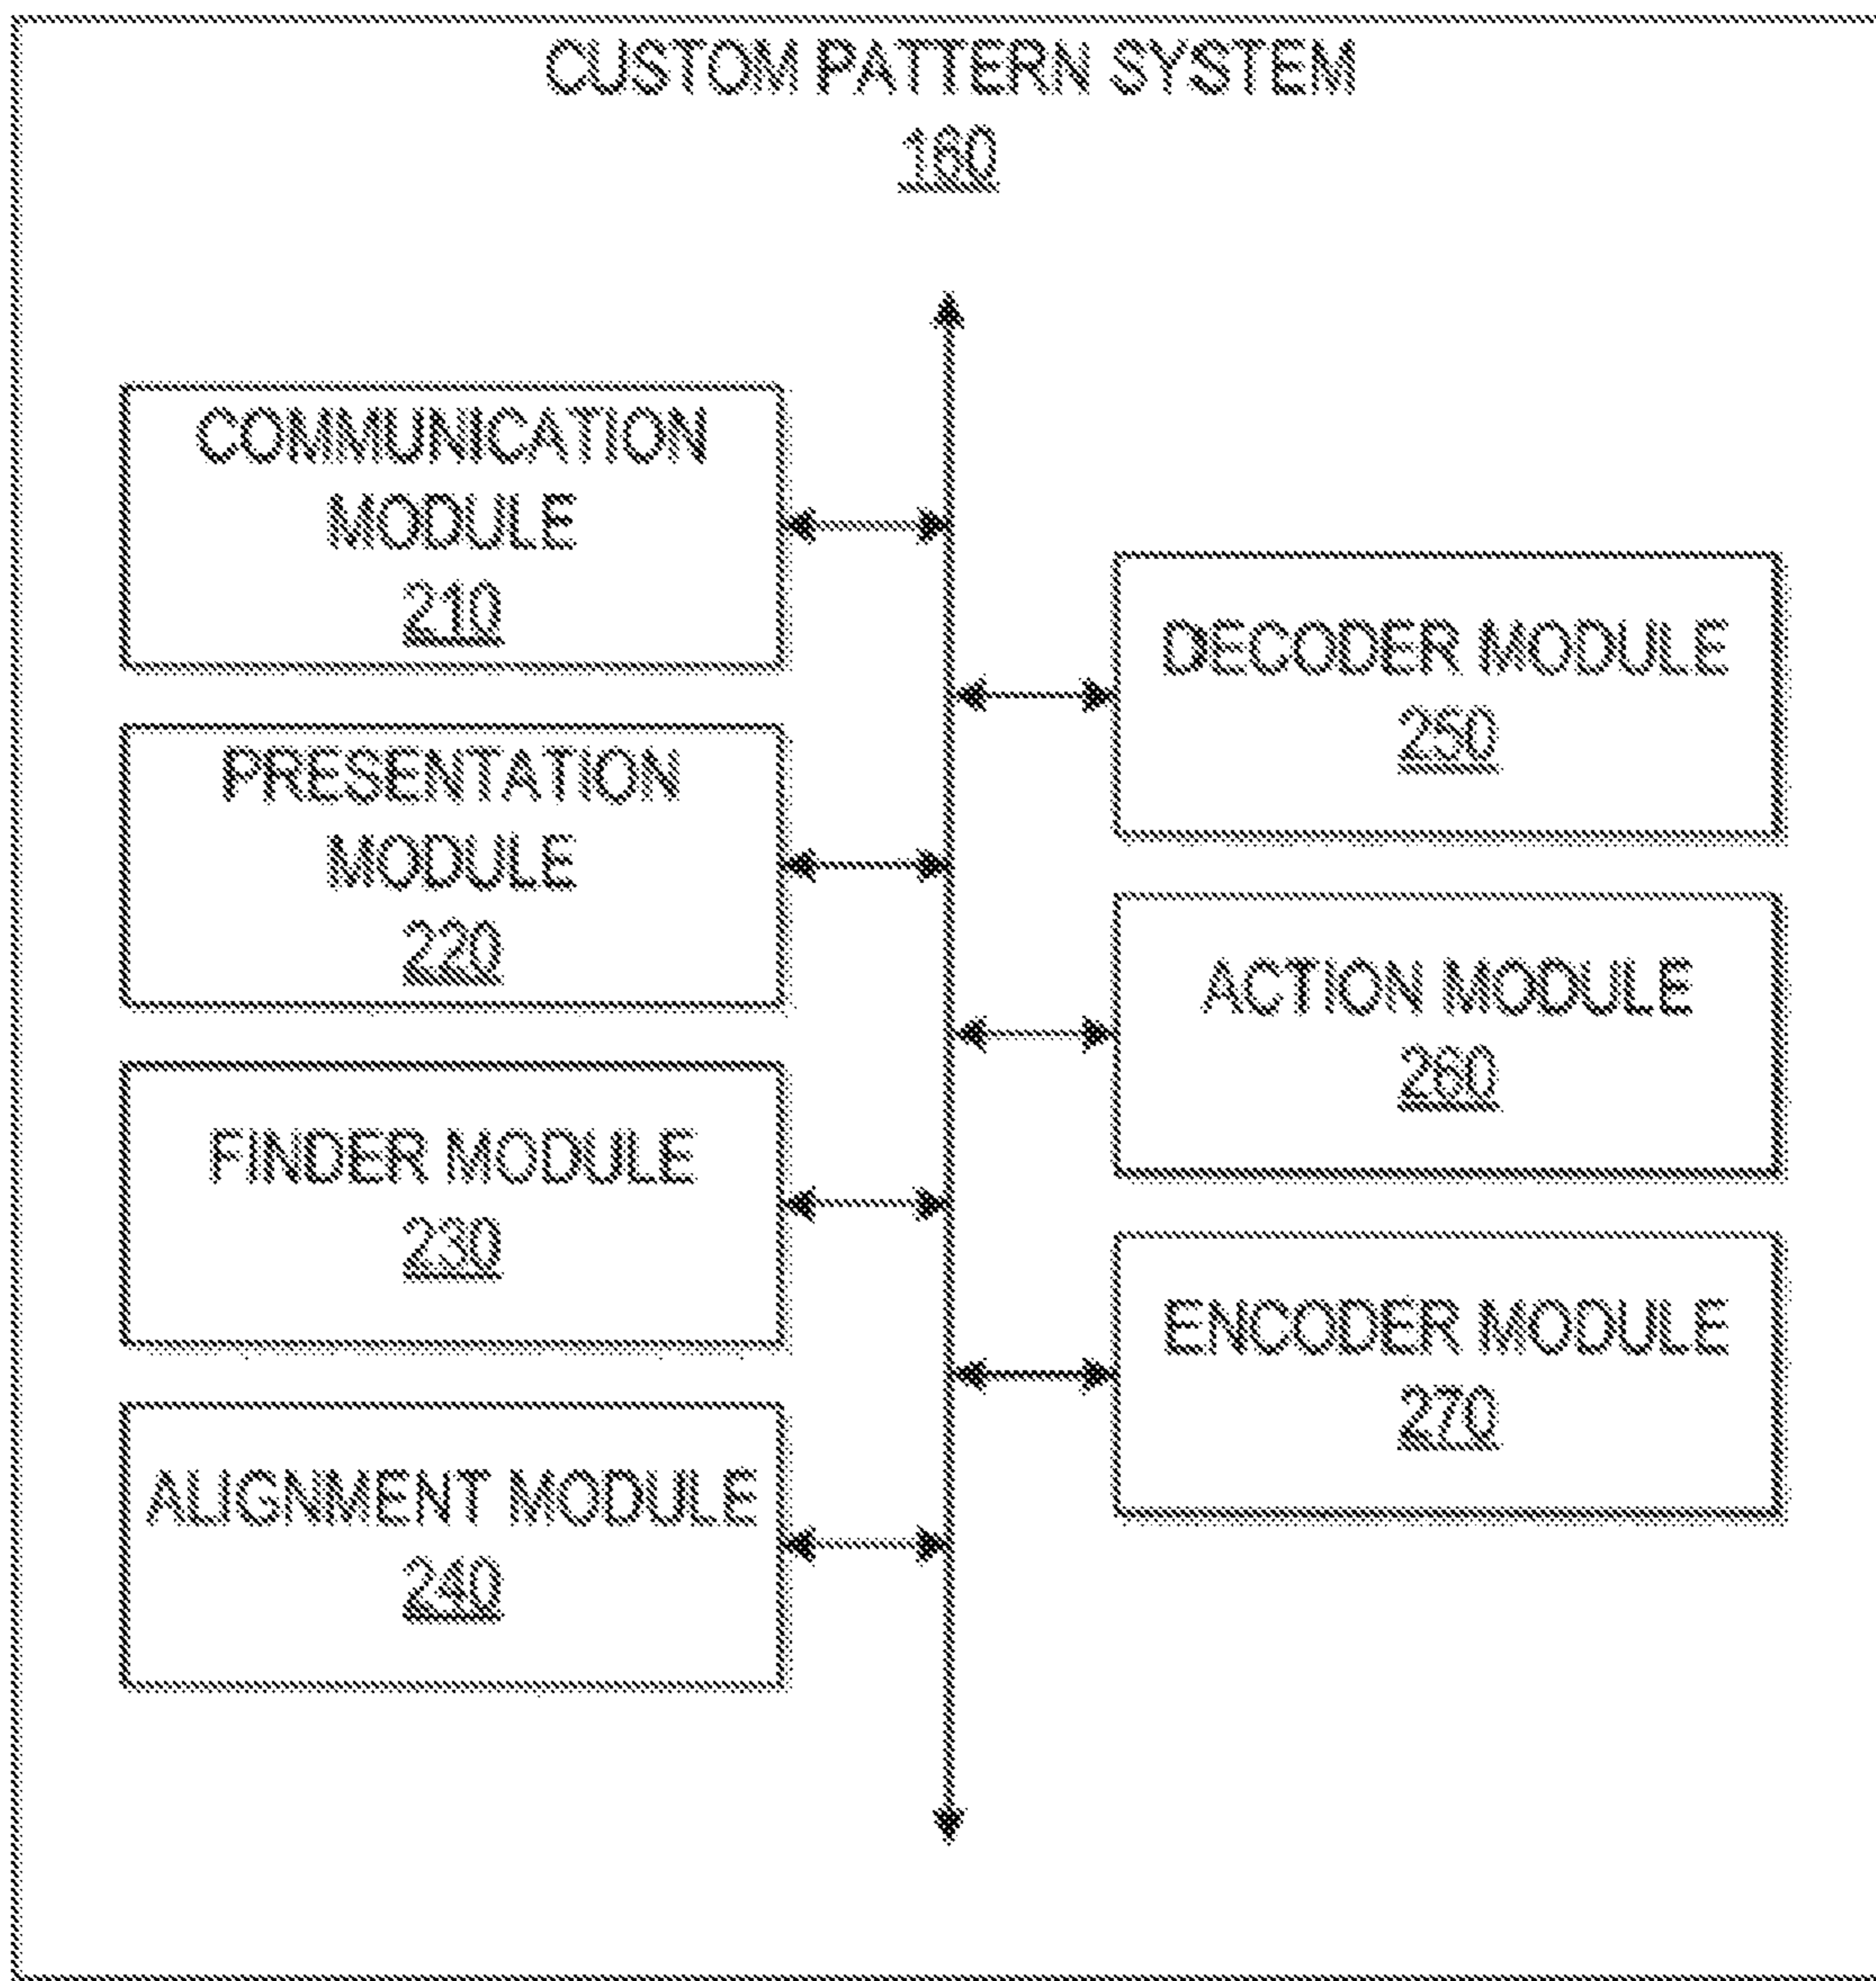 CUSTOM PATTERN SYSTEM
160
COMMUNICATION
MODULE
210
PRESENTATION
MODULE
220
FINDER MODULE
230
ALIGNMENT MODULE
240
DECODER MODULE
250
ACTION MODULE
260
ENCODER MODULE
270